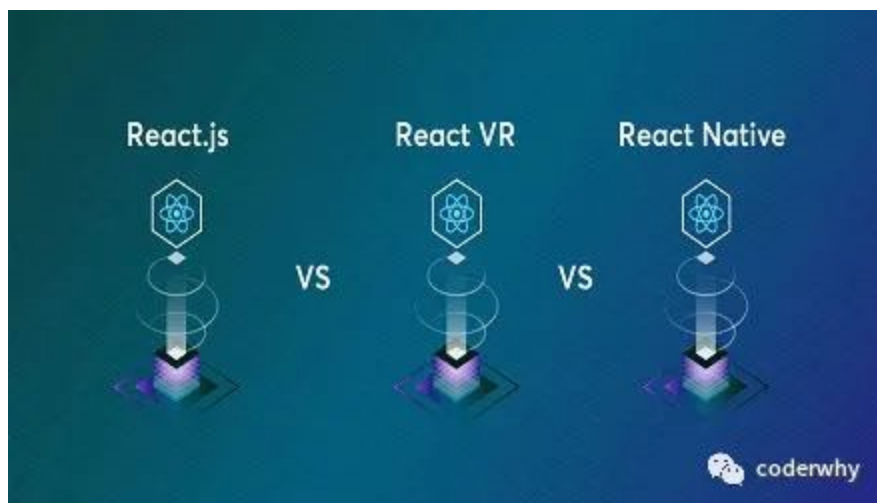 React.js
React VR
React Native
VS
VS
coderwhy